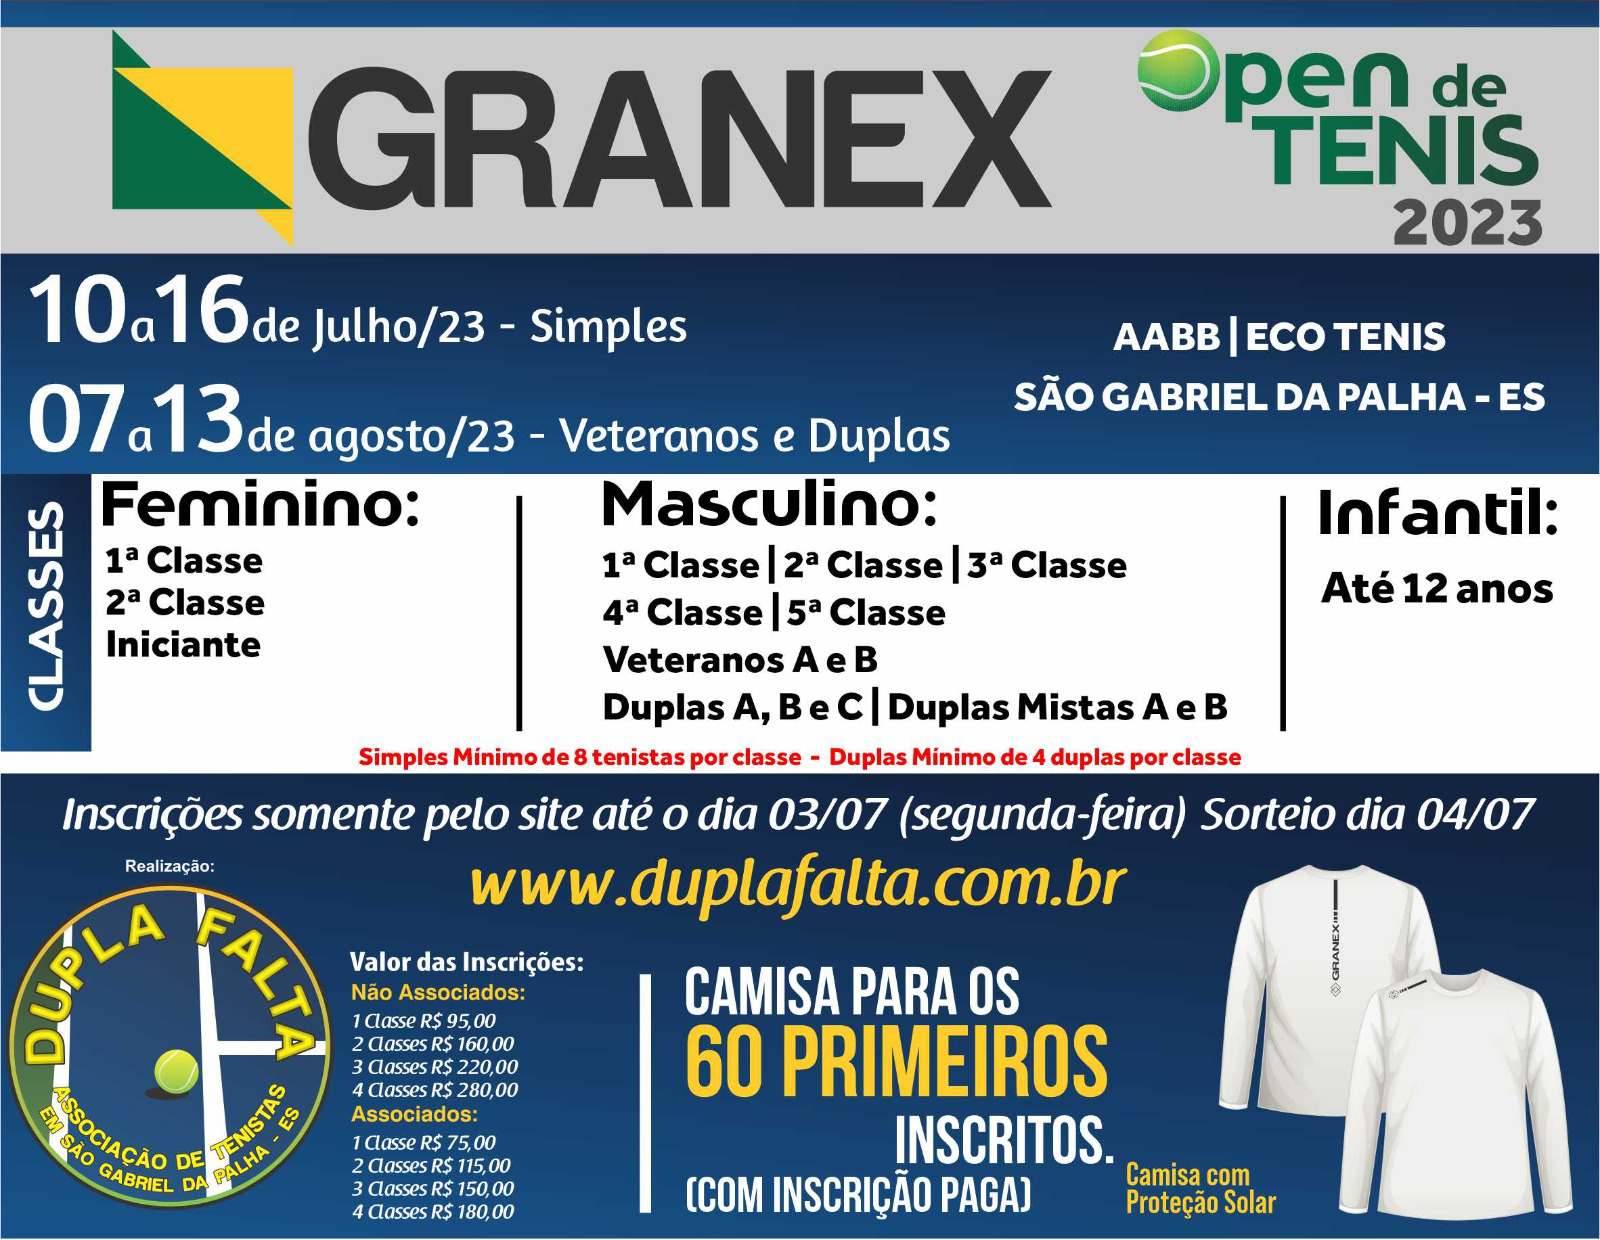 GRANEX
Open de
TENIS
2023
10 a 16 de Julho/23 - Simples
07 a 13 de agosto/23 - Veteranos e Duplas
AABB | ECO TENIS
SÃO GABRIEL DA PALHA - ES
CLASSES
Feminino:
1ª Classe
2ª Classe
Iniciante
Masculino:
1ª Classe | 2ª Classe | 3ª Classe
4ª Classe | 5ª Classe
Veteranos A e B
Duplas A, B e C | Duplas Mistas A e B
Infantil:
Até 12 anos
Simples Mínimo de 8 tenistas por classe - Duplas Mínimo de 4 duplas por classe
Inscrições somente pelo site até o dia 03/07 (segunda-feira) Sorteio dia 04/07
www.duplafalta.com.br
Realização:
DUPLA FALTA
ASSOCIAÇÃO DE TENISTAS
EM SÃO GABRIEL DA PALHA - ES
Valor das Inscrições:
Não Associados:
1 Classe R$ 95,00
2 Classes R$ 160,00
3 Classes R$ 220,00
4 Classes R$ 280,00
Associados:
1 Classe R$ 75,00
2 Classes R$ 115,00
3 Classes R$ 150,00
4 Classes R$ 180,00
CAMISA PARA OS
60 PRIMEIROS
INSCRITOS.
(COM INSCRIÇÃO PAGA)
Camisa com
Proteção Solar
GRANEX